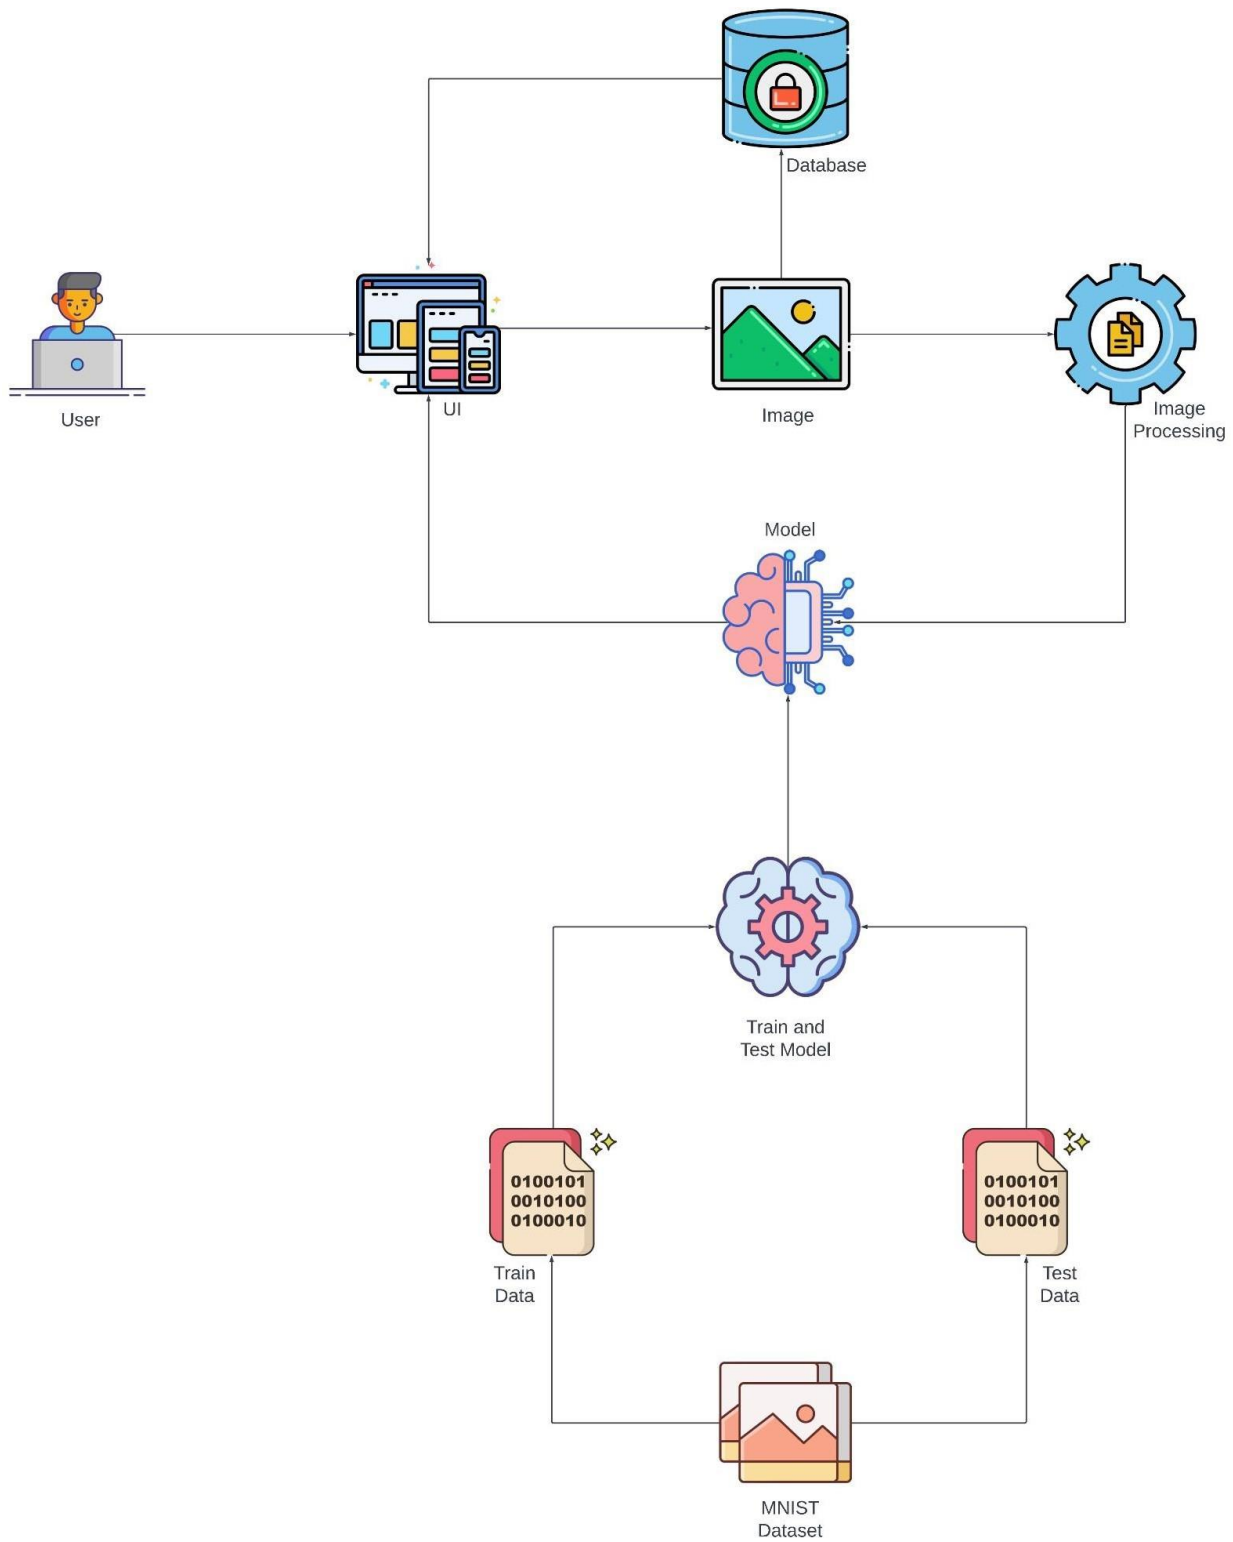 Database
User
UI
Image
Image
Processing
Model
Train and
Test Model
0100101
0010100
0100010
0100101
0010100
0100010
Train
Data
Test
Data
MNIST
Dataset